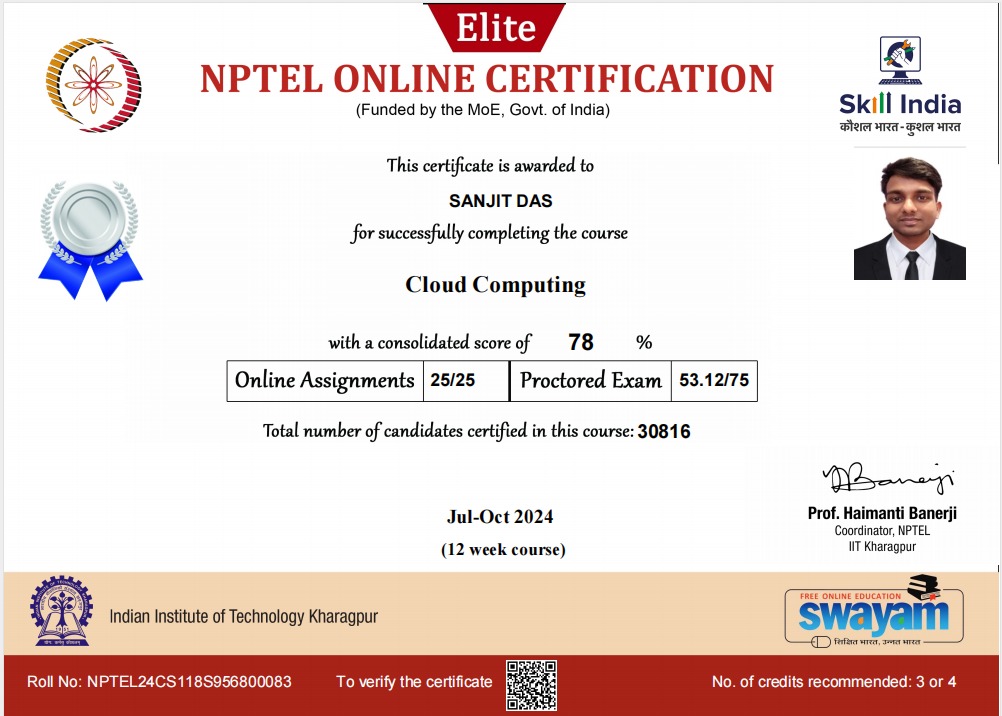 Elite
NPTEL ONLINE CERTIFICATION
(Funded by the MoE, Govt. of India)
Skill India
कौशल भारत-कुशल भारत
This certificate is awarded to
SANJIT DAS
for successfully completing the course
Cloud Computing
with a consolidated score of 78 %
Online Assignments 25/25 Proctored Exam 53.12/75
Total number of candidates certified in this course: 30816
Jul-Oct 2024
(12 week course)
Prof. Haimanti Banerji
Coordinator, NPTEL
IIT Kharagpur
Indian Institute of Technology Kharagpur
FREE ONLINE EDUCATION
swayam
शिक्षित भारत, उन्नत भारत
Roll No: NPTEL24CS118S956800083 To verify the certificate No. of credits recommended: 3 or 4